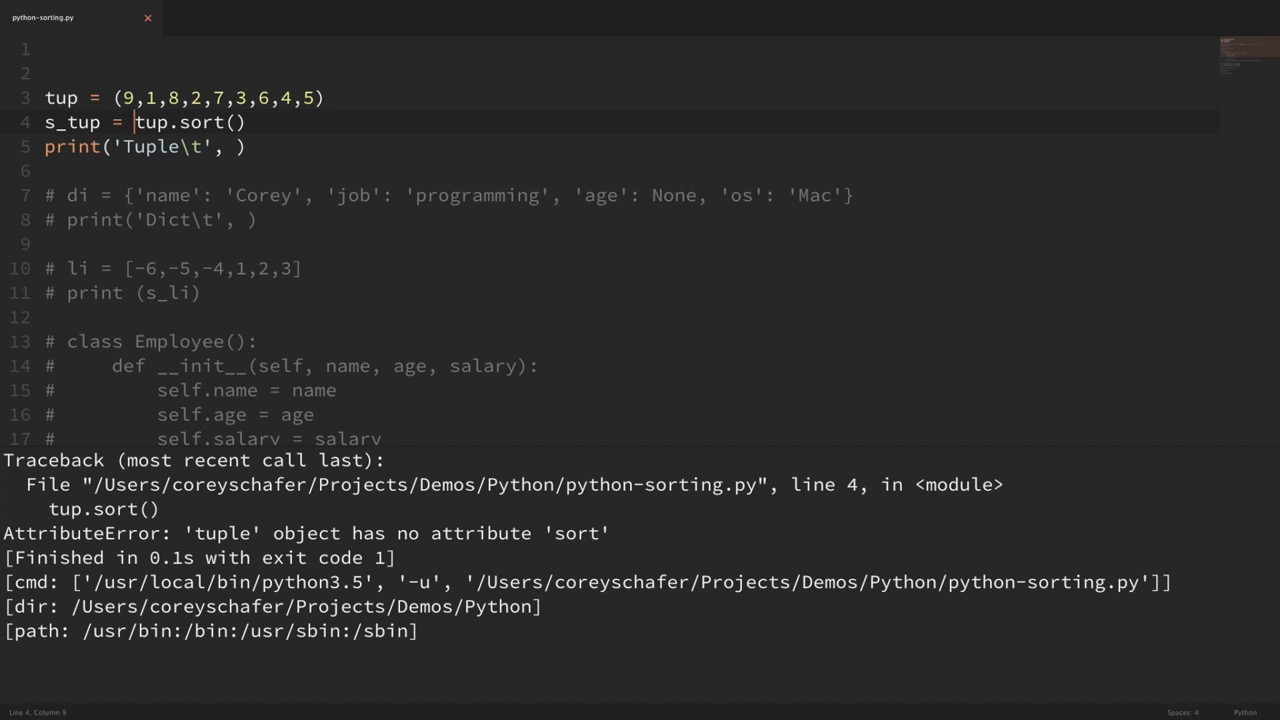 python-sorting.py ×
1
2
3 tup = (9,1,8,2,7,3,6,4,5)
4 s_tup = tup.sort()
5 print('Tuple\t', )
6
7 # di = {'name': 'Corey', 'job': 'programming', 'age': None, 'os': 'Mac'}
8 # print('Dict\t', )
9
10 # li = [-6,-5,-4,1,2,3]
11 # print (s_li)
12
13 # class Employee():
14 #     def __init__(self, name, age, salary):
15 #         self.name = name
16 #         self.age = age
17 #         self.salary = salary
Traceback (most recent call last):
  File "/Users/coreyschafer/Projects/Demos/Python/python-sorting.py", line 4, in <module>
    tup.sort()
AttributeError: 'tuple' object has no attribute 'sort'
[Finished in 0.1s with exit code 1]
[cmd: ['/usr/local/bin/python3.5', '-u', '/Users/coreyschafer/Projects/Demos/Python/python-sorting.py']]
[dir: /Users/coreyschafer/Projects/Demos/Python]
[path: /usr/bin:/bin:/usr/sbin:/sbin]
Line 4, Column 9 Spaces: 4 Python